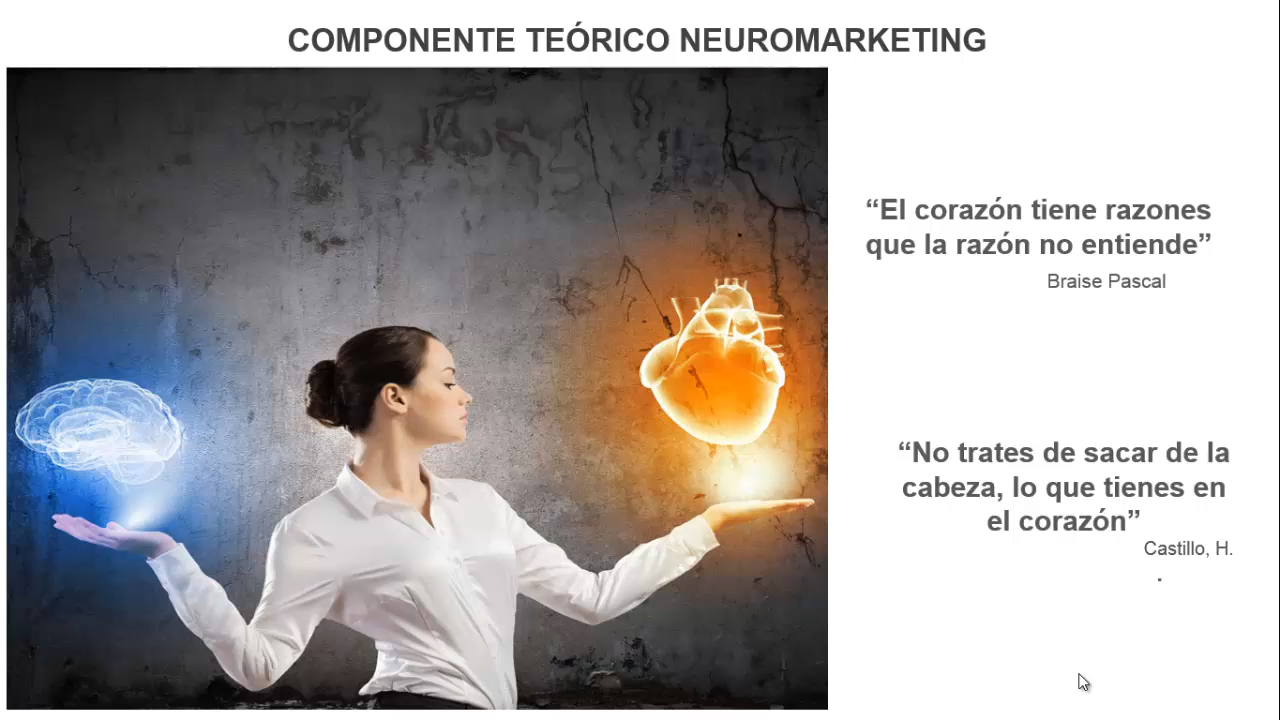 COMPONENTE TEÓRICO NEUROMARKETING
“El corazón tiene razones
que la razón no entiende”
Braise Pascal
“No trates de sacar de la
cabeza, lo que tienes en
el corazón”
Castillo, H.
.